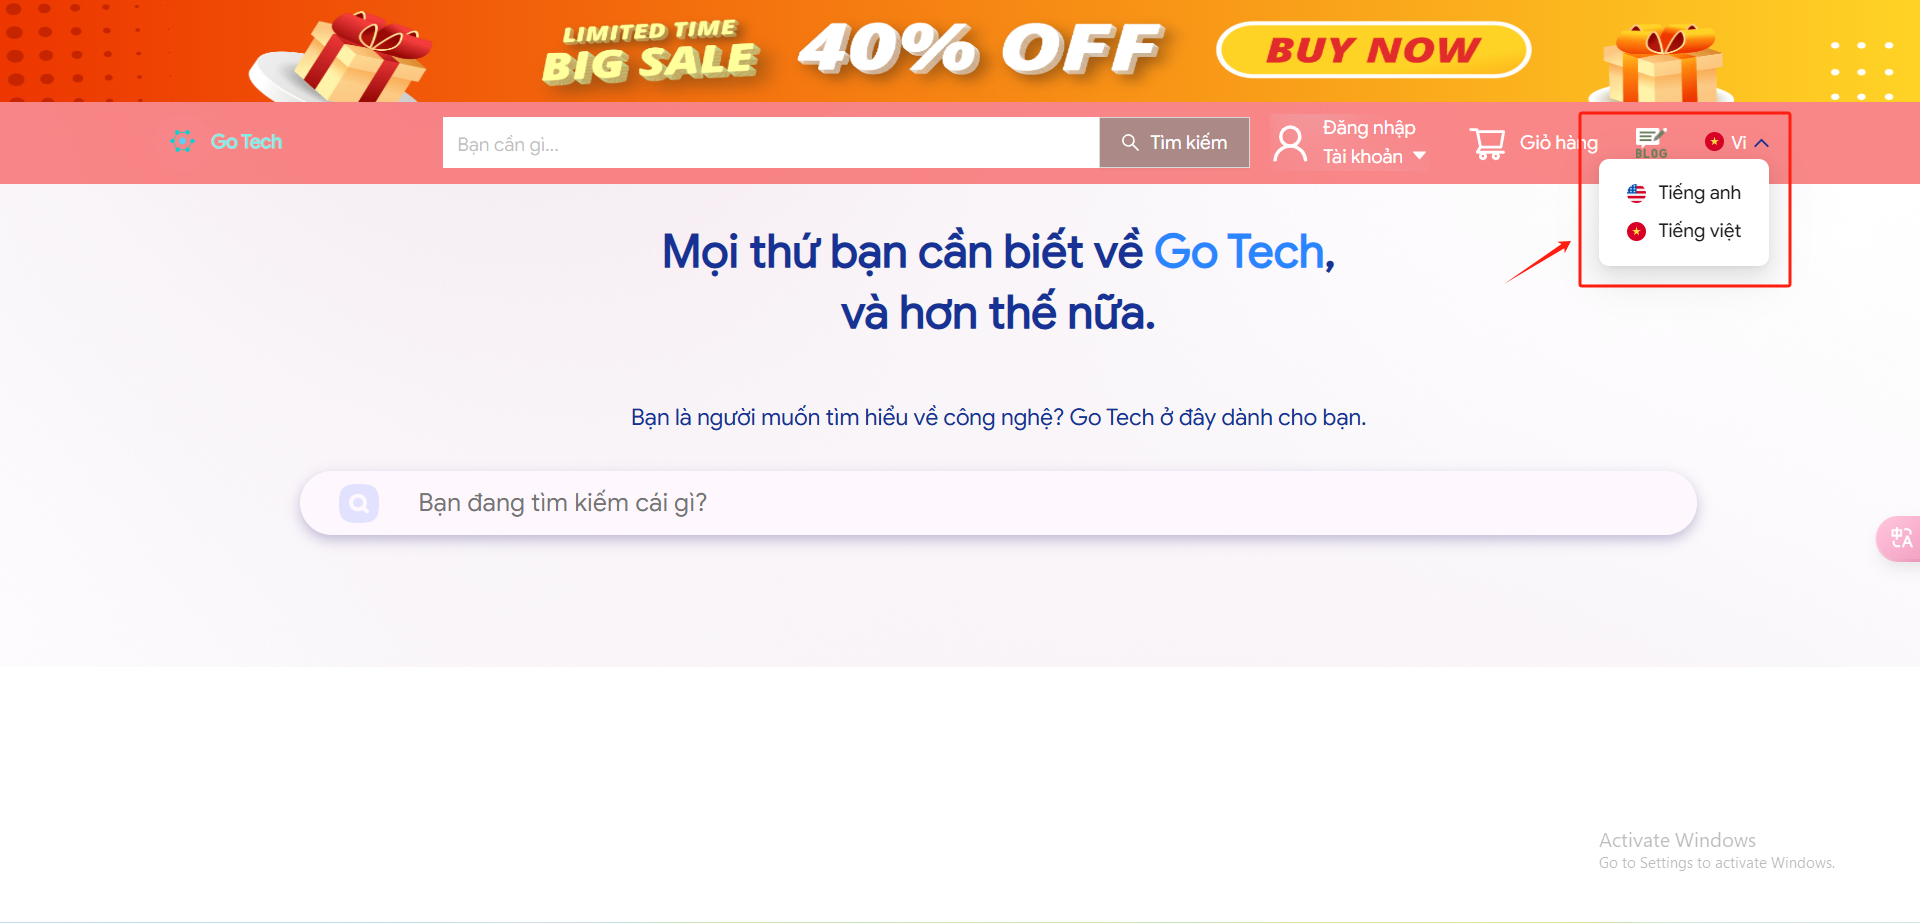 LIMITED TIME
BIG SALE
40% OFF
BUY NOW
Go Tech
Bạn cần gì...
Tìm kiếm
Đăng nhập
Tài khoản
Giỏ hàng
BLOG
Vi
Tiếng anh
Tiếng việt
Mọi thứ bạn cần biết về Go Tech,
và hơn thế nữa.
Bạn là người muốn tìm hiểu về công nghệ? Go Tech ở đây dành cho bạn.
Bạn đang tìm kiếm cái gì?
中A
Activate Windows
Go to Settings to activate Windows.